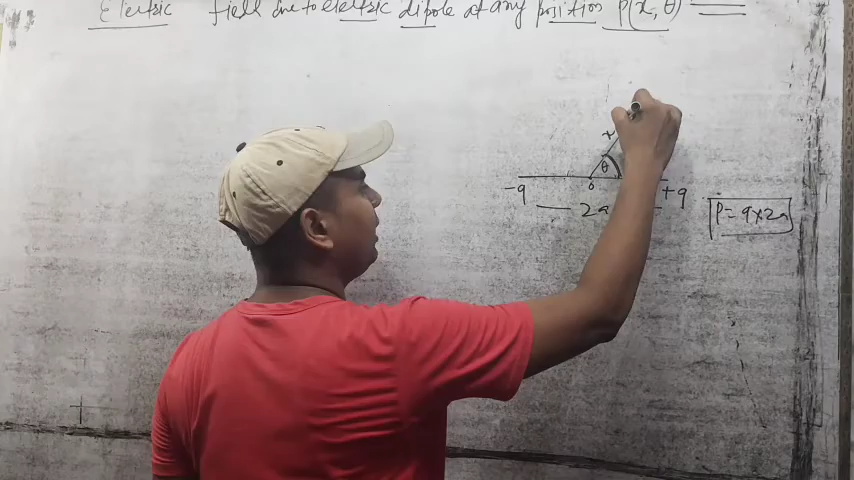 Electric field due to electric dipole at any position P(r, θ)
r
θ
-q
o
+q
2a
P = q×2a